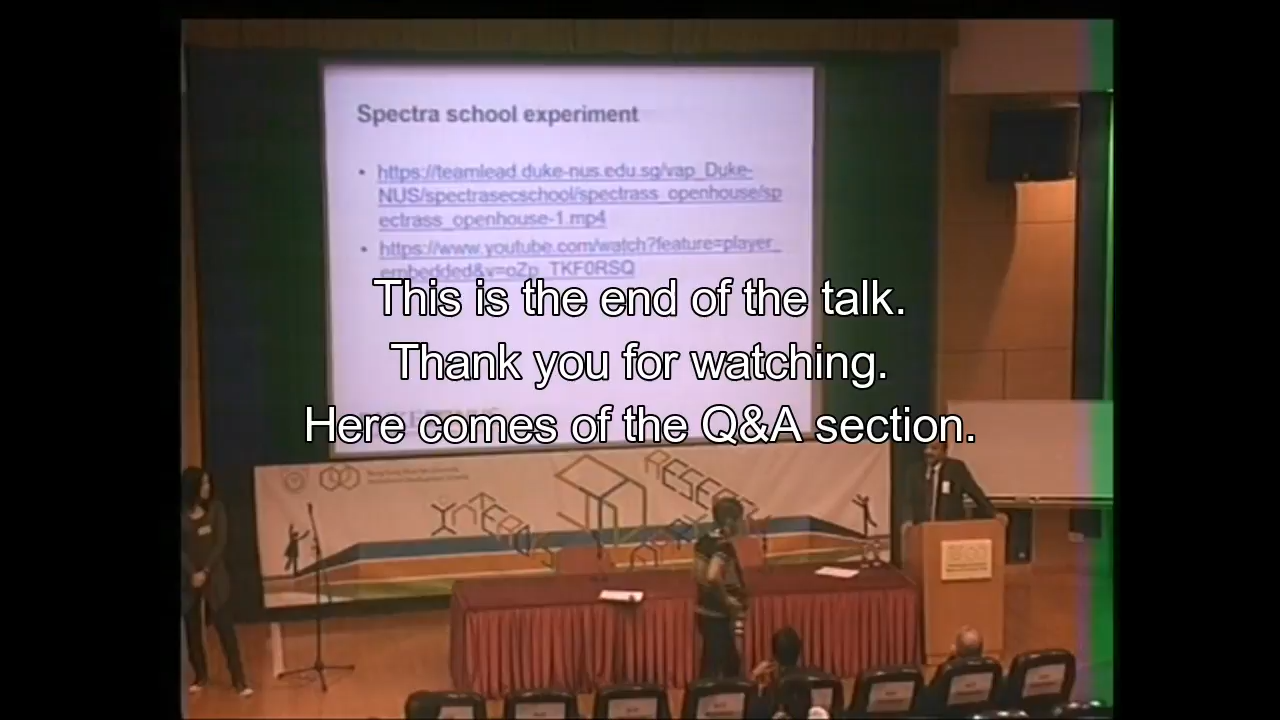 Spectra school experiment
• https://teamlead.duke-nus.edu.sg/vap_Duke-
NUS/spectrasecschool/spectrass_openhouse/sp
ectrass_openhouse-1.mp4
• https://www.youtube.com/watch?feature=player_
embedded&v=oZp_TKF0RSQ
This is the end of the talk.
Thank you for watching.
Here comes of the Q&A section.